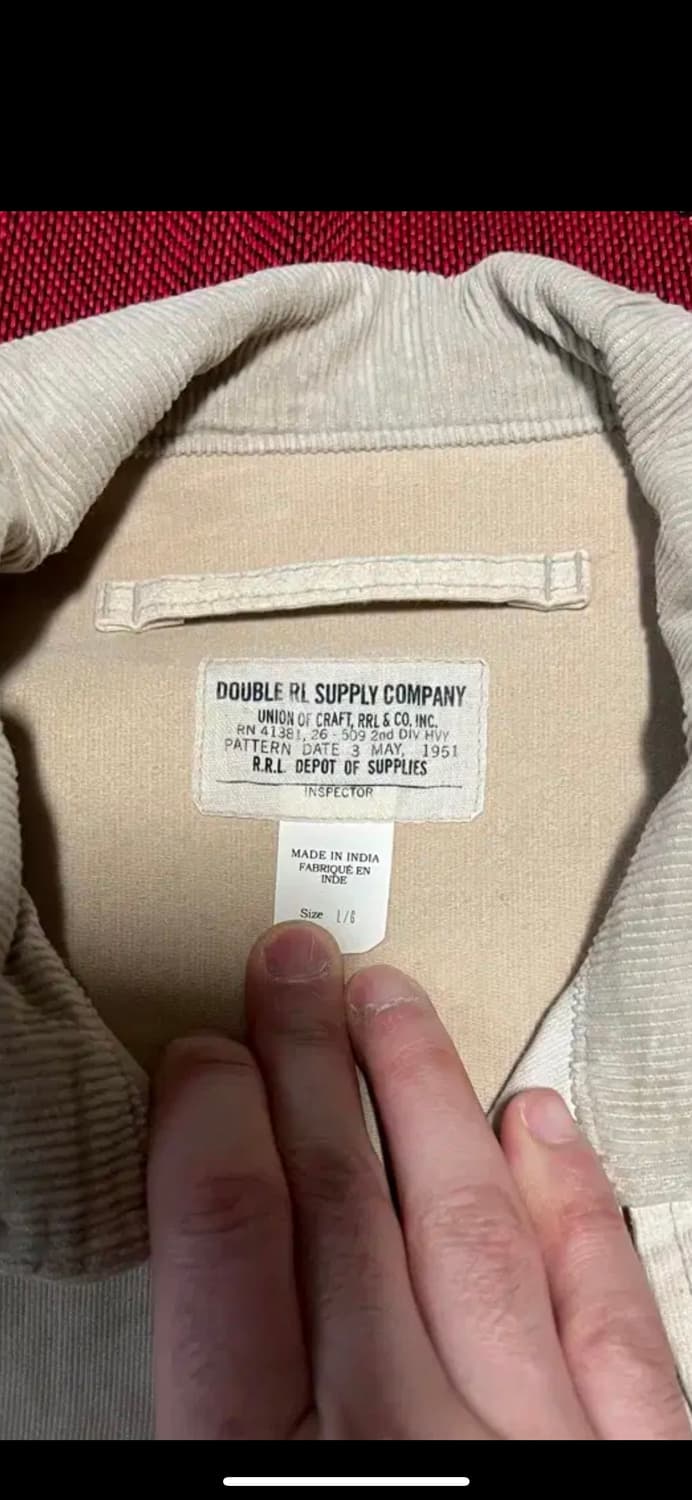 DOUBLE RL SUPPLY COMPANY
UNION OF CRAFT, RRL & CO, INC.
RN 41381, 26 - 509 2nd DIV HVY
PATTERN DATE 3 MAY, 1951
R.R.L. DEPOT OF SUPPLIES
INSPECTOR
MADE IN INDIA
FABRIQUÉ EN
INDE
Size L/G